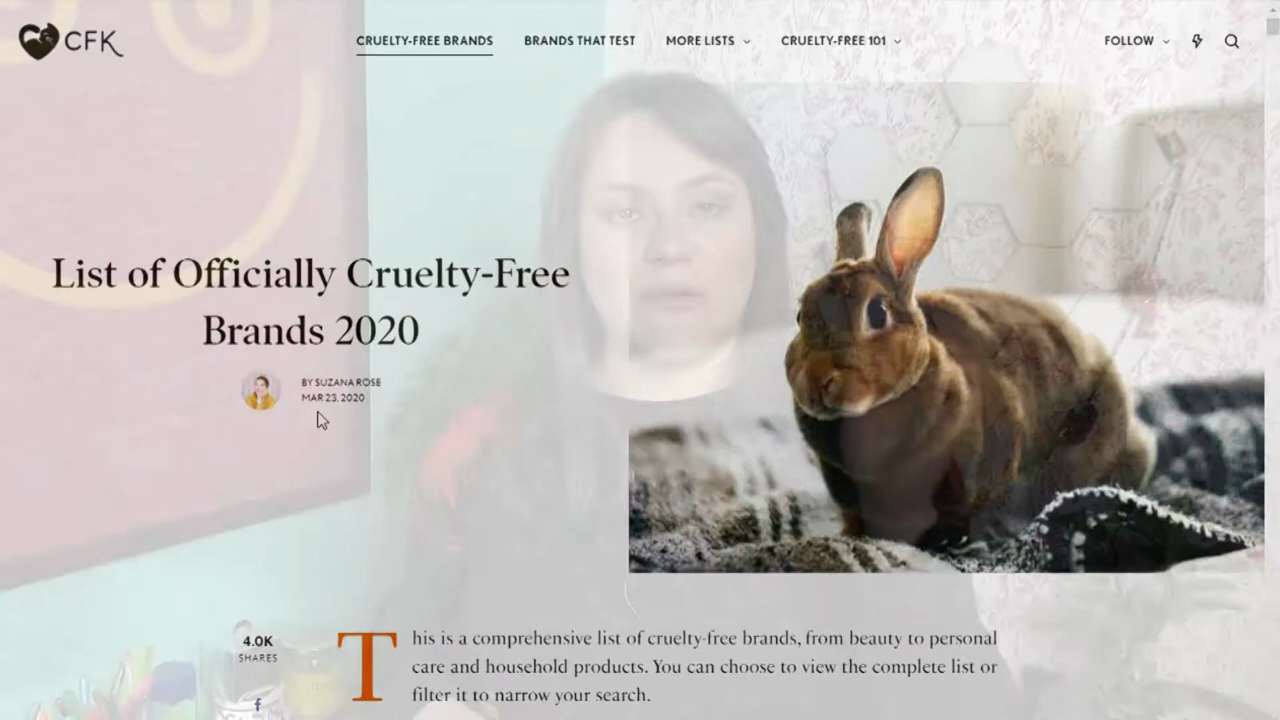 CFK
CRUELTY-FREE BRANDS
BRANDS THAT TEST
MORE LISTS
CRUELTY-FREE 101
FOLLOW
List of Officially Cruelty-Free
Brands 2020
BY SUZANA ROSE
MAR 23, 2020
4.0K
SHARES
This is a comprehensive list of cruelty-free brands, from beauty to personal
care and household products. You can choose to view the complete list or
filter it to narrow your search.